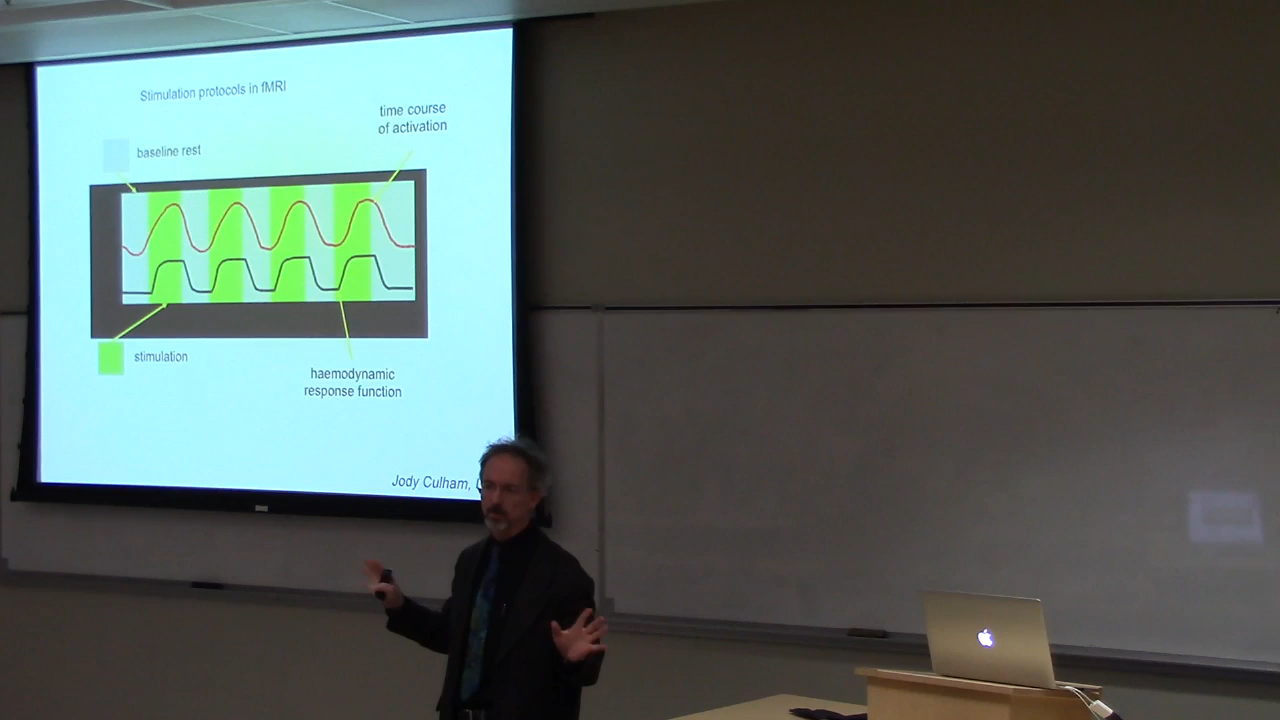 Stimulation protocols in fMRI
time course
of activation
baseline rest
stimulation
haemodynamic
response function
Jody Culham,